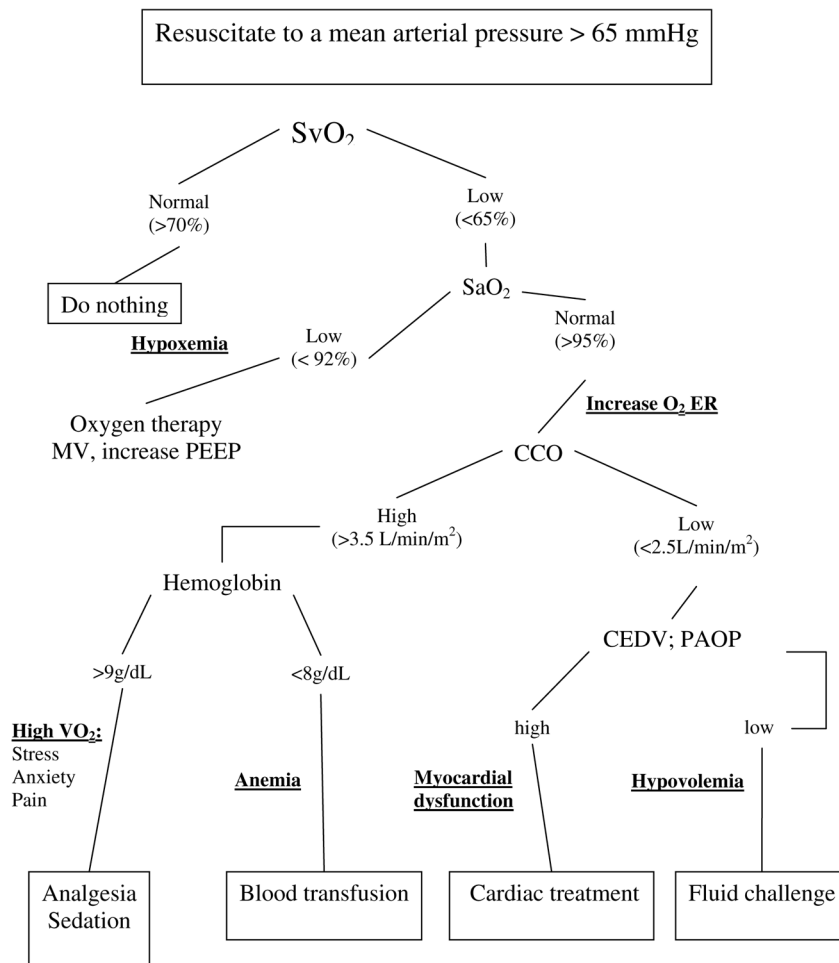 Resuscitate to a mean arterial pressure > 65 mmHg
SvO₂
Normal
(>70%)
Low
(<65%)
Do nothing
SaO₂
Hypoxemia
Low
(< 92%)
Normal
(>95%)
Oxygen therapy
MV, increase PEEP
Increase O₂ ER
CCO
High
(>3.5 L/min/m²)
Low
(<2.5L/min/m²)
Hemoglobin
CEDV; PAOP
>9g/dL
<8g/dL
high
low
High VO₂:
Stress
Anxiety
Pain
Anemia
Myocardial
dysfunction
Hypovolemia
Analgesia
Sedation
Blood transfusion
Cardiac treatment
Fluid challenge